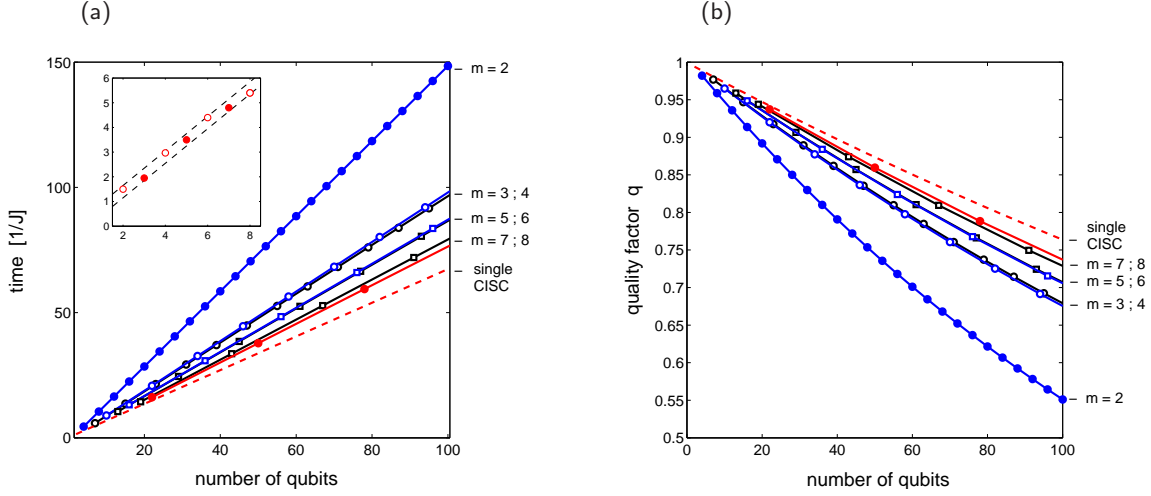 (a)
150
100
50
0
time [1/J]
20
40
60
80
100
number of qubits
6
5
4
3
2
1
0
2
4
6
8
m = 2
m = 3 ; 4
m = 5 ; 6
m = 7 ; 8
single
CISC
(b)
1
0.95
0.9
0.85
0.8
0.75
0.7
0.65
0.6
0.55
0.5
quality factor q
0
20
40
60
80
100
number of qubits
single
CISC
m = 7 ; 8
m = 5 ; 6
m = 3 ; 4
m = 2